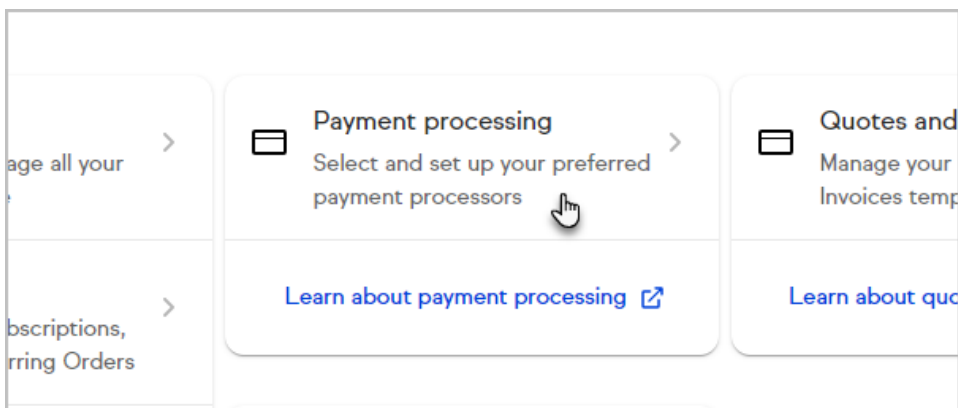 age all your
bscriptions,
rring Orders
Payment processing
Select and set up your preferred
payment processors
Learn about payment processing
Quotes and
Manage your
Invoices temp
Learn about quo